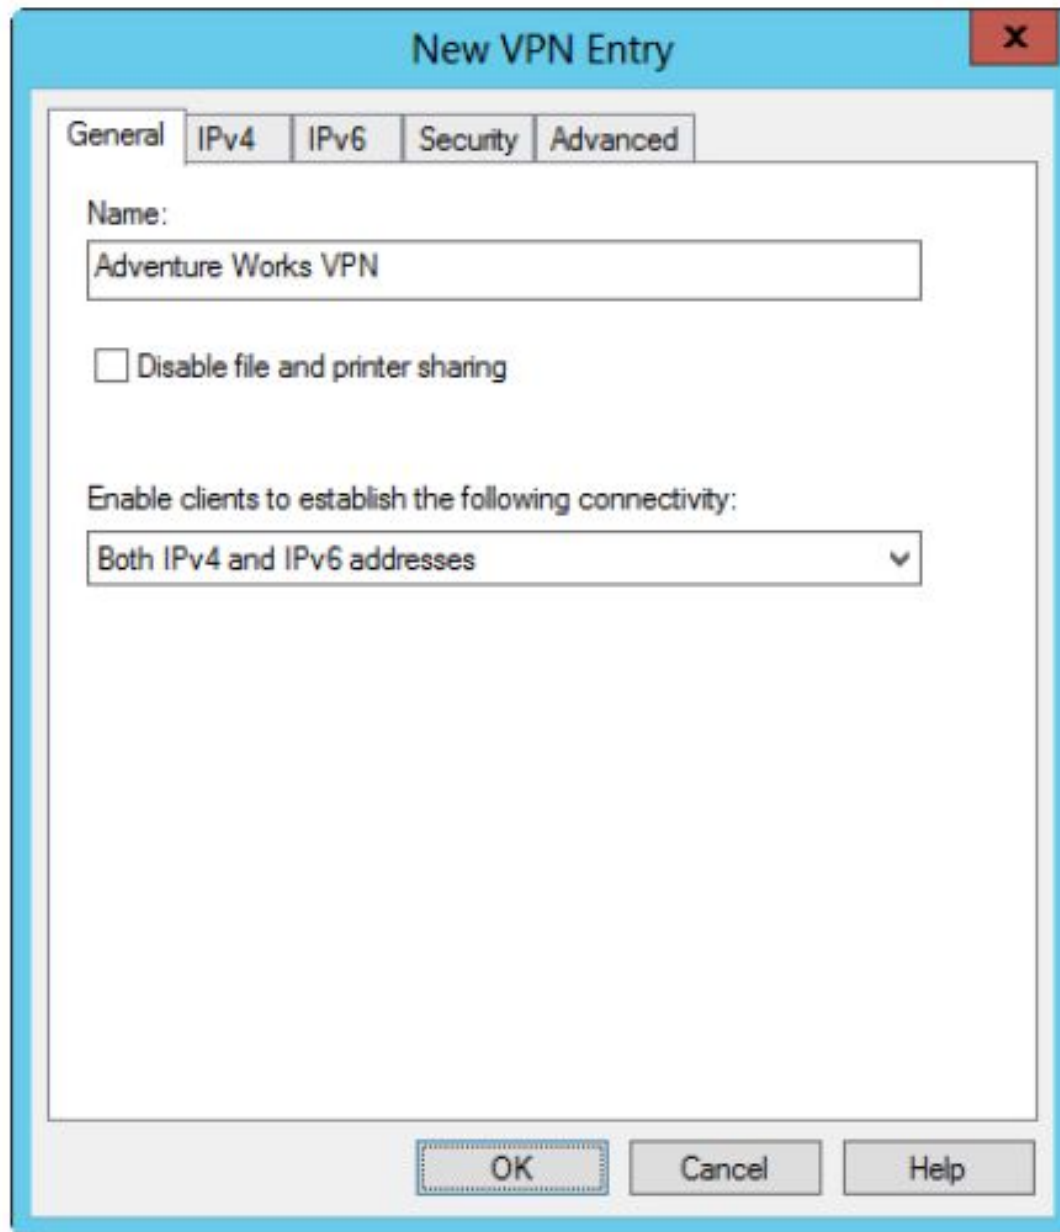 New VPN Entry
x
General IPv4 IPv6 Security Advanced
Name:
Adventure Works VPN
Disable file and printer sharing
Enable clients to establish the following connectivity:
Both IPv4 and IPv6 addresses
OK Cancel Help